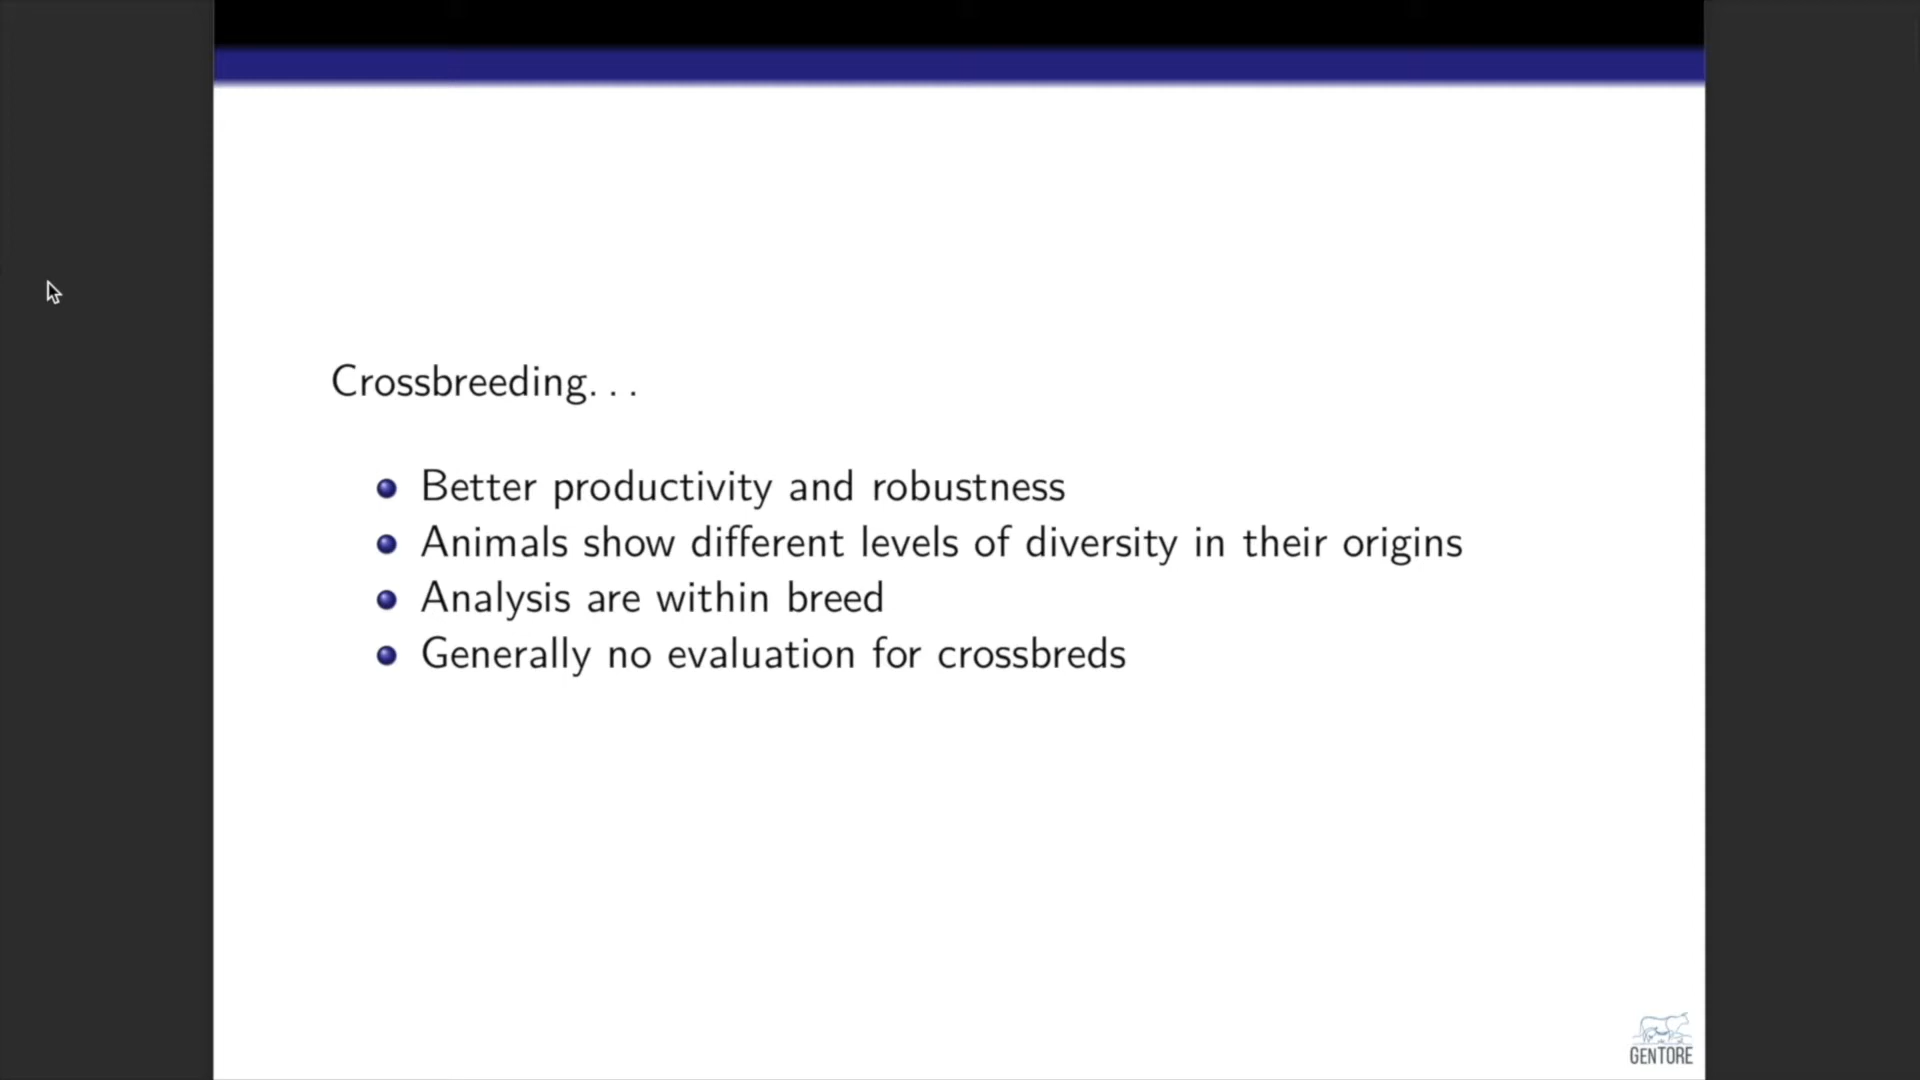 Crossbreeding. . .
Better productivity and robustness
Animals show different levels of diversity in their origins
Analysis are within breed
Generally no evaluation for crossbreds
GENTORE